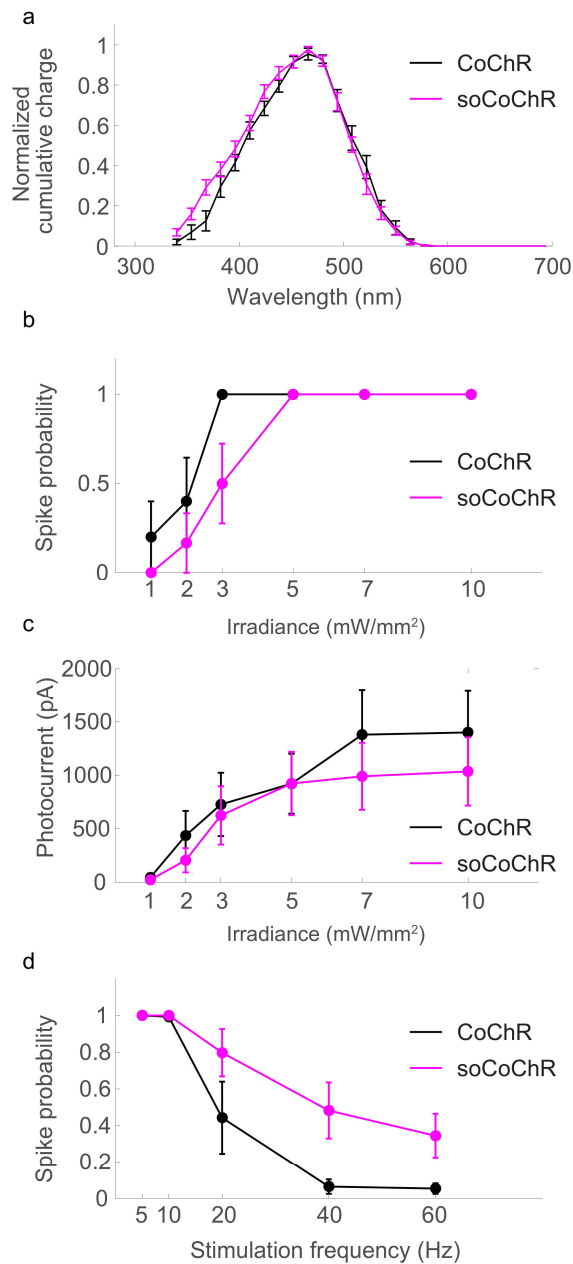 a
Normalized
cumulative charge
1
0.8
0.6
0.4
0.2
0
CoChR
soCoChR
300 400 500 600 700
Wavelength (nm)
b
Spike probability
1
0.5
0
CoChR
soCoChR
1 2 3 5 7 10
Irradiance (mW/mm²)
c
Photocurrent (pA)
2000
1500
1000
500
0
CoChR
soCoChR
1 2 3 5 7 10
Irradiance (mW/mm²)
d
Spike probability
1
0.8
0.6
0.4
0.2
0
CoChR
soCoChR
5 10 20 40 60
Stimulation frequency (Hz)